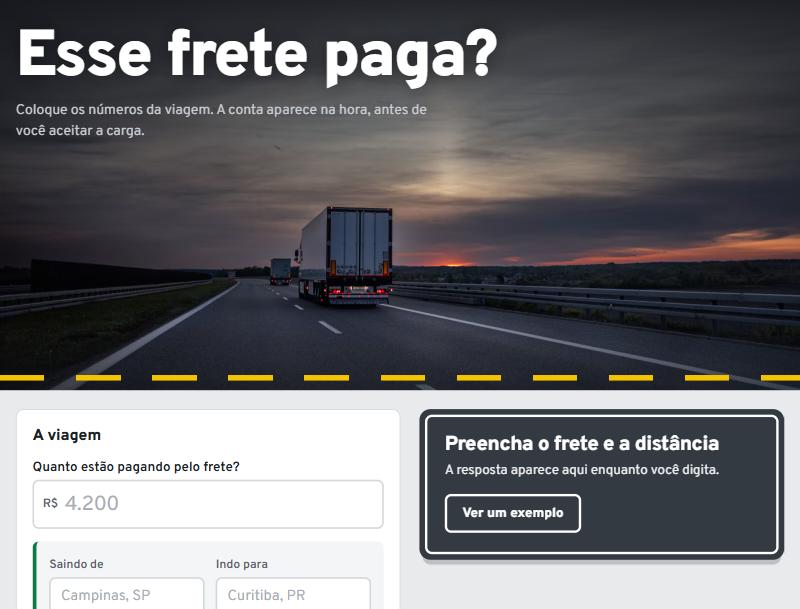 Esse frete paga?
Coloque os números da viagem. A conta aparece na hora, antes de
você aceitar a carga.
A viagem
Quanto estão pagando pelo frete?
R$ 4.200
Saindo de
Indo para
Campinas, SP
Curitiba, PR
Preencha o frete e a distância
A resposta aparece aqui enquanto você digita.
Ver um exemplo